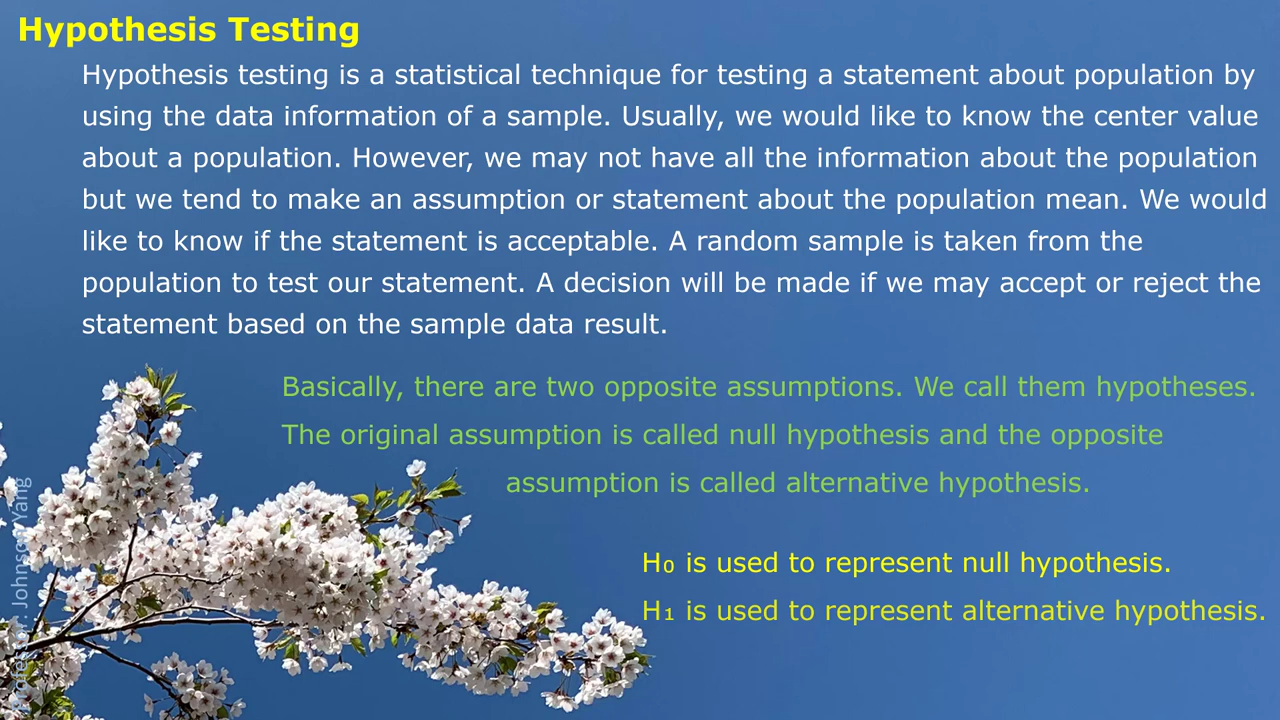 Hypothesis Testing
Hypothesis testing is a statistical technique for testing a statement about population by
using the data information of a sample. Usually, we would like to know the center value
about a population. However, we may not have all the information about the population
but we tend to make an assumption or statement about the population mean. We would
like to know if the statement is acceptable. A random sample is taken from the
population to test our statement. A decision will be made if we may accept or reject the
statement based on the sample data result.
Basically, there are two opposite assumptions. We call them hypotheses.
The original assumption is called null hypothesis and the opposite
assumption is called alternative hypothesis.
H₀ is used to represent null hypothesis.
H₁ is used to represent alternative hypothesis.
Professor: Johnson Yang